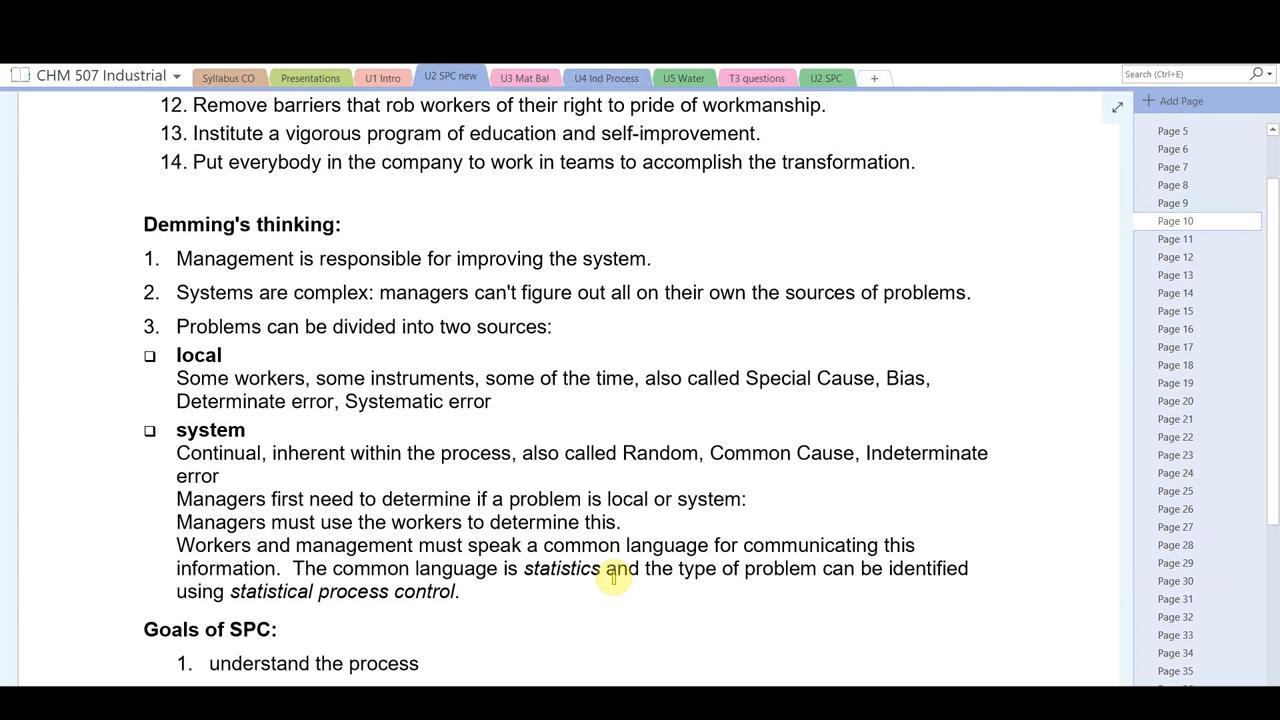 CHM 507 Industrial
Syllabus CO
Presentations
U1 Intro
U2 SPC new
U3 Mat Bal
U4 Ind Process
U5 Water
T3 questions
U2 SPC
Search (Ctrl+E)
12. Remove barriers that rob workers of their right to pride of workmanship.
13. Institute a vigorous program of education and self-improvement.
14. Put everybody in the company to work in teams to accomplish the transformation.
Demming's thinking:
1. Management is responsible for improving the system.
2. Systems are complex: managers can't figure out all on their own the sources of problems.
3. Problems can be divided into two sources:
local
Some workers, some instruments, some of the time, also called Special Cause, Bias,
Determinate error, Systematic error
system
Continual, inherent within the process, also called Random, Common Cause, Indeterminate
error
Managers first need to determine if a problem is local or system:
Managers must use the workers to determine this.
Workers and management must speak a common language for communicating this
information. The common language is statistics and the type of problem can be identified
using statistical process control.
Goals of SPC:
1. understand the process
Add Page
Page 5
Page 6
Page 7
Page 8
Page 9
Page 10
Page 11
Page 12
Page 13
Page 14
Page 15
Page 16
Page 17
Page 18
Page 19
Page 20
Page 21
Page 22
Page 23
Page 24
Page 25
Page 26
Page 27
Page 28
Page 29
Page 30
Page 31
Page 32
Page 33
Page 34
Page 35